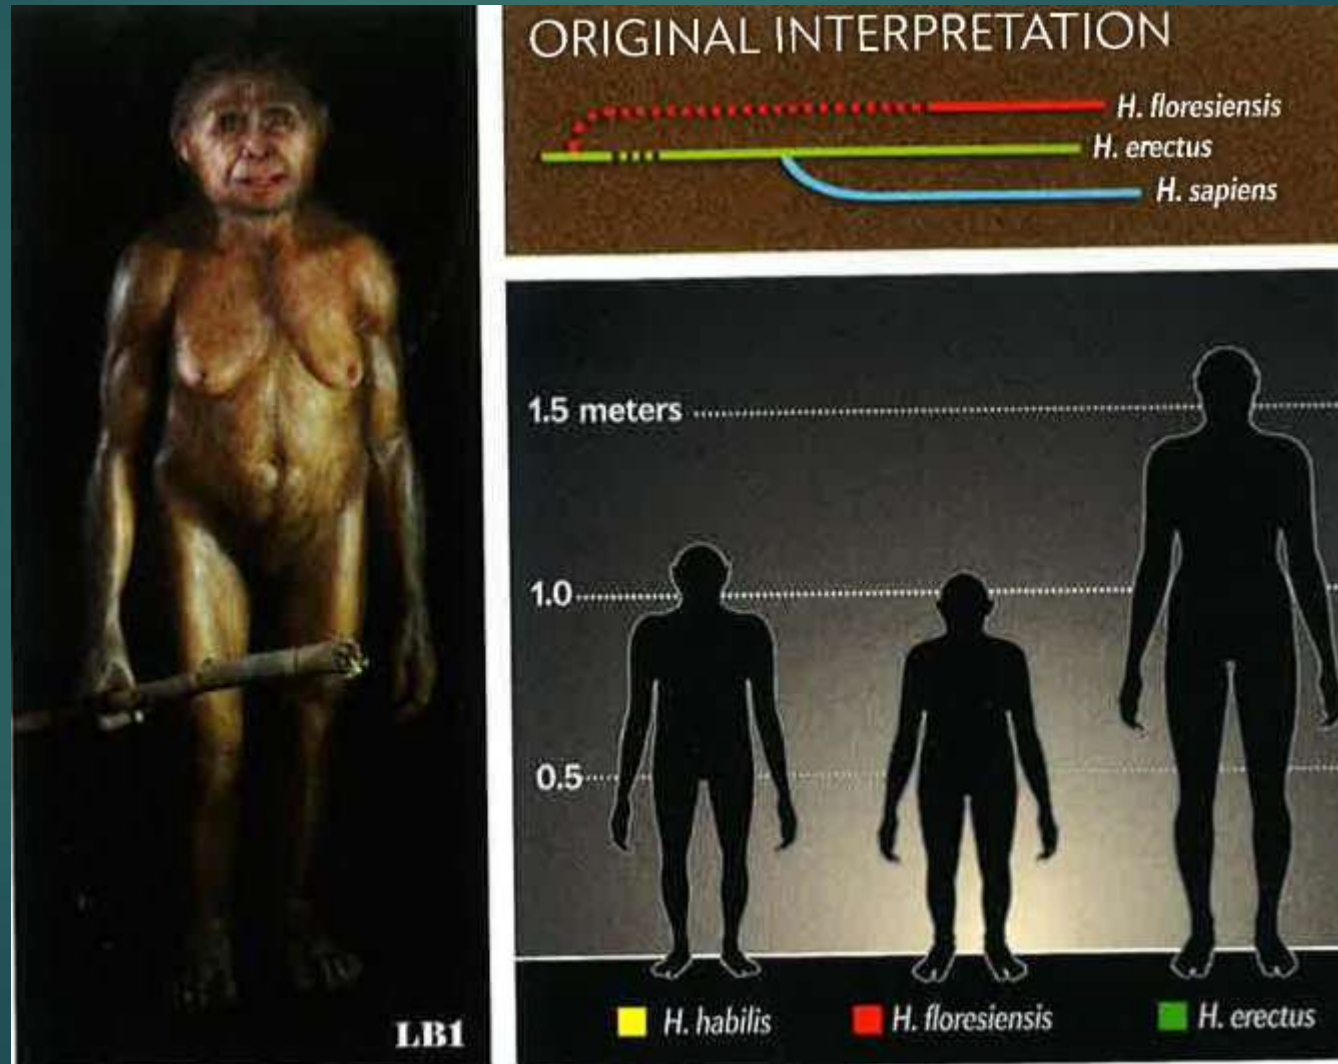 LB1
ORIGINAL INTERPRETATION
H. floresiensis
H. erectus
H. sapiens
1.5 meters
1.0
0.5
H. habilis
H. floresiensis
H. erectus